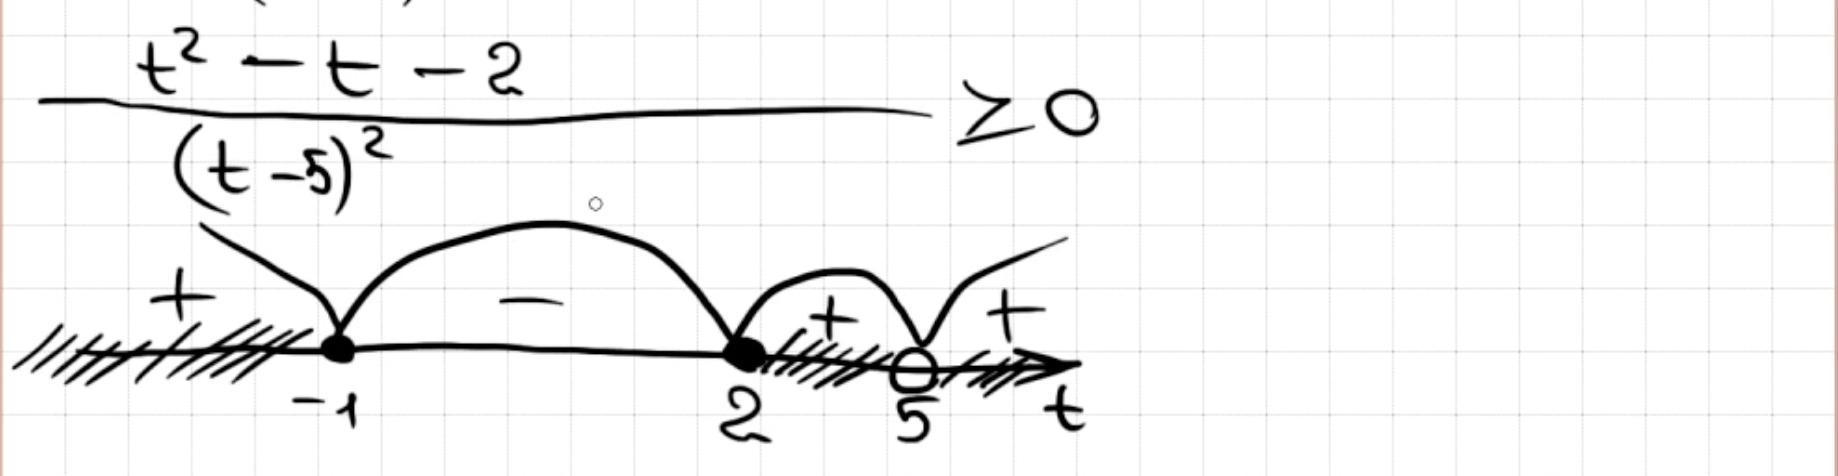 t² - t - 2
≥ 0
(t - 5)²
+ - + +
-1 2 5 t